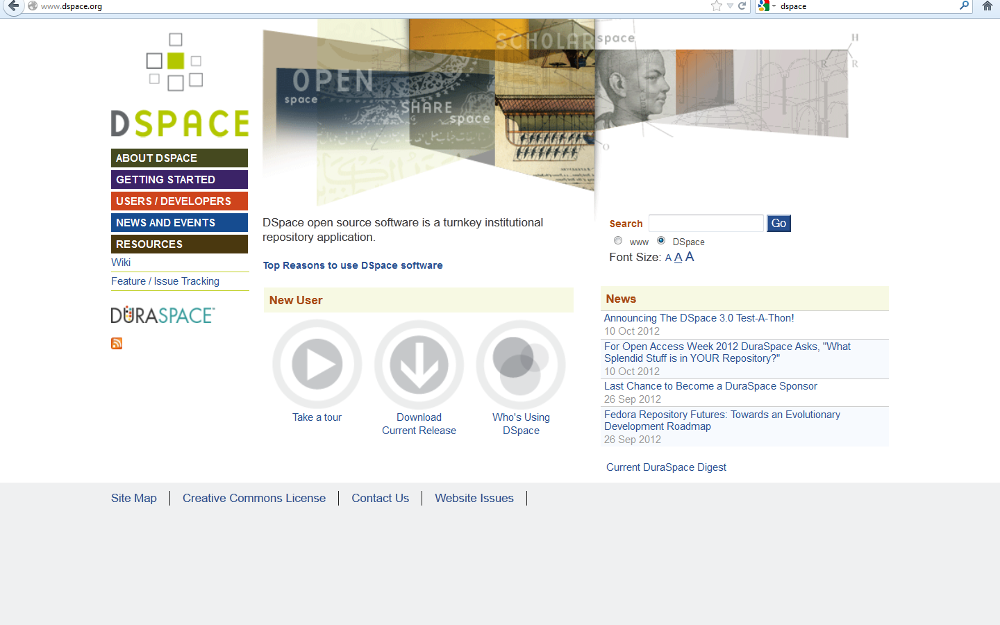 www.dspace.org
dspace
DSPACE
ABOUT DSPACE
GETTING STARTED
USERS / DEVELOPERS
NEWS AND EVENTS
RESOURCES
Wiki
Feature / Issue Tracking
DURASPACE
OPEN
space
SHARE
space
SCHOLAR
space
H
R
R
O
DSpace open source software is a turnkey institutional
repository application.
Top Reasons to use DSpace software
Search
Go
www DSpace
Font Size: A A A
New User
Take a tour
Download
Current Release
Who's Using
DSpace
News
Announcing The DSpace 3.0 Test-A-Thon!
10 Oct 2012
For Open Access Week 2012 DuraSpace Asks, "What
Splendid Stuff is in YOUR Repository?"
10 Oct 2012
Last Chance to Become a DuraSpace Sponsor
26 Sep 2012
Fedora Repository Futures: Towards an Evolutionary
Development Roadmap
26 Sep 2012
Current DuraSpace Digest
Site Map
Creative Commons License
Contact Us
Website Issues